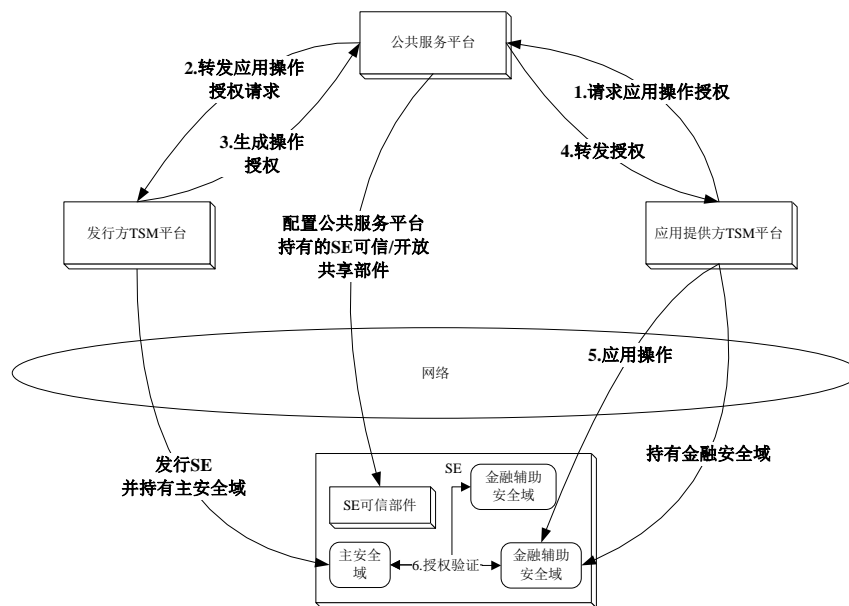 公共服务平台
2.转发应用操作
授权请求
1.请求应用操作授权
3.生成操作
授权
4.转发授权
发行方TSM平台
配置公共服务平台
持有的SE可信/开放
共享部件
应用提供方TSM平台
5.应用操作
网络
发行SE
并持有主安全域
持有金融安全域
SE
金融辅助
安全域
SE可信部件
主安全
域
6.授权验证
金融辅助
安全域